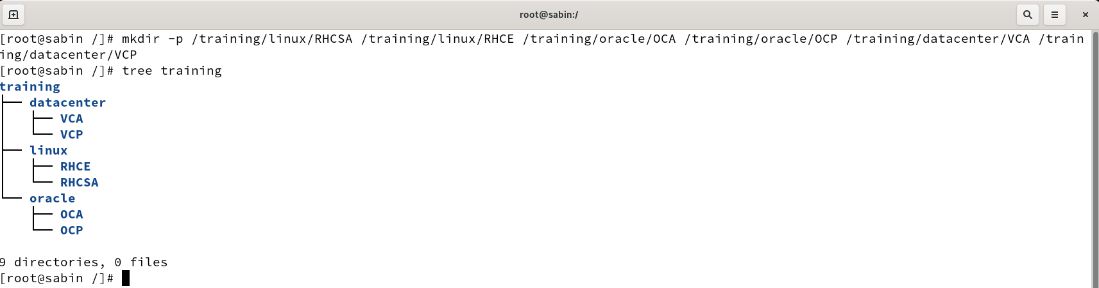 root@sabin:/
[root@sabin /]# mkdir -p /training/linux/RHCSA /training/linux/RHCE /training/oracle/OCA /training/oracle/OCP /training/datacenter/VCA /train
ing/datacenter/VCP
[root@sabin /]# tree training
training
├── datacenter
│   ├── VCA
│   └── VCP
├── linux
│   ├── RHCE
│   └── RHCSA
└── oracle
    ├── OCA
    └── OCP
9 directories, 0 files
[root@sabin /]#